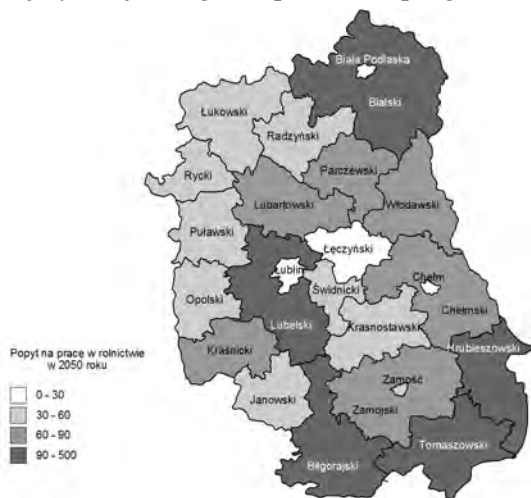 Biała Podlaska
Bialski
Łukowski
Radzyński
Rycki
Parczewski
Lubartowski
Włodawski
Puławski
Łęczyński
Lublin
Chełm
Opolski
Świdnicki
Chełmski
Lubelski
Krasnostawski
Hrubieszowski
Kraśnicki
Zamość
Janowski
Zamojski
Tomaszowski
Biłgorajski
Popyt na pracę w rolnictwie
w 2050 roku
0 - 30
30 - 60
60 - 90
90 - 500